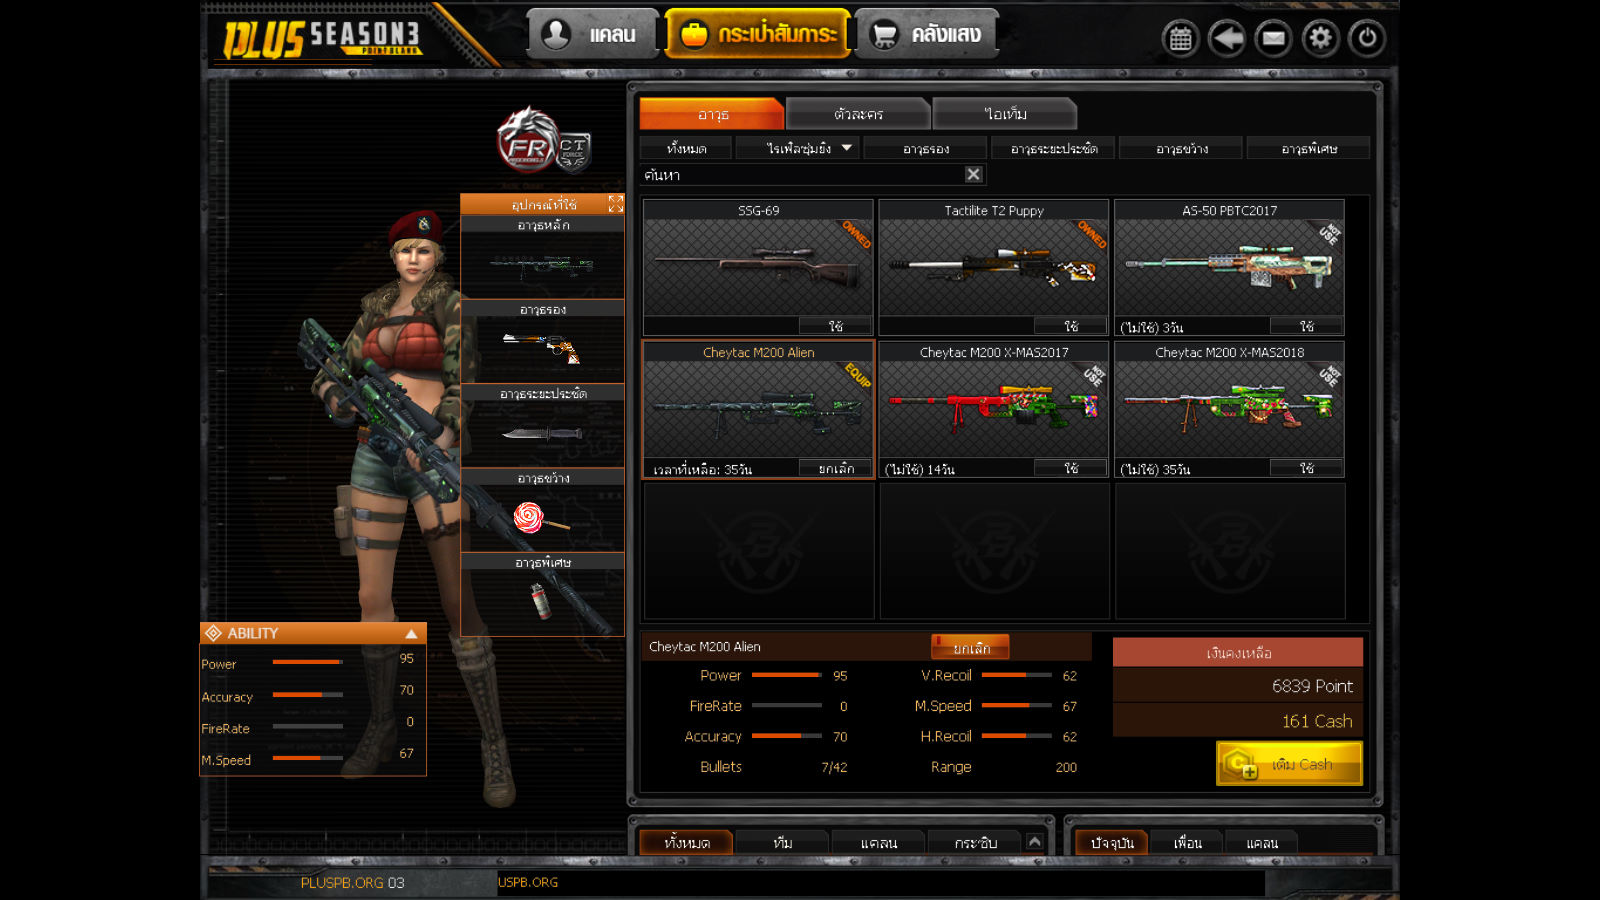 PLUS SEASON3
POINT BLANK
แคลน
กระเป๋าสัมภาระ
คลังแสง
FR
CT
FORCE
อุปกรณ์ที่ใช้
อาวุธหลัก
อาวุธรอง
อาวุธระยะประชิด
อาวุธขว้าง
อาวุธพิเศษ
ABILITY
Power 95
Accuracy 70
FireRate 0
M.Speed 67
อาวุธ ตัวละคร ไอเท็ม
ทั้งหมด ไรเฟิลซุ่มยิง อาวุธรอง อาวุธระยะประชิด อาวุธขว้าง อาวุธพิเศษ
ค้นหา
SSG-69 Tactilite T2 Puppy AS-50 PBTC2017
OWNED OWNED NOT USE
ใช้ ใช้ (ไม่ใช้) 3วัน ใช้
Cheytac M200 Alien Cheytac M200 X-MAS2017 Cheytac M200 X-MAS2018
EQUIP NOT USE NOT USE
เวลาที่เหลือ: 35วัน ยกเลิก (ไม่ใช้) 14วัน ใช้ (ไม่ใช้) 35วัน ใช้
Cheytac M200 Alien ยกเลิก
Power 95 V.Recoil 62
FireRate 0 M.Speed 67
Accuracy 70 H.Recoil 62
Bullets 7/42 Range 200
เงินคงเหลือ
6839 Point
161 Cash
เติม Cash
ทั้งหมด ทีม แคลน กระซิบ
ปัจจุบัน เพื่อน แคลน
PLUSPB.ORG 03
USPB.ORG